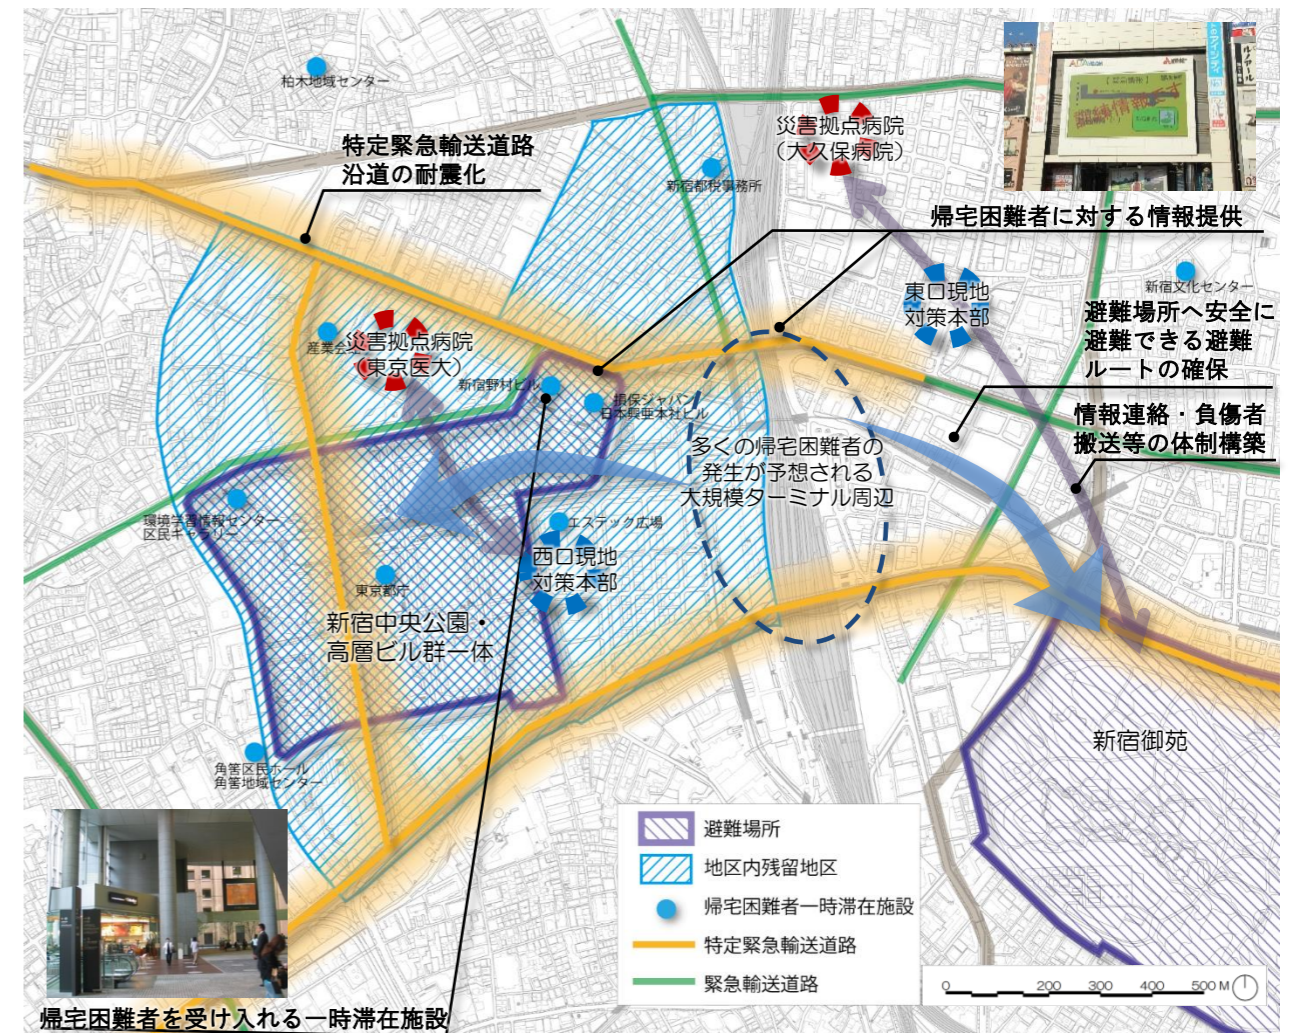 柏木地域センター
特定緊急輸送道路
沿道の耐震化
災害拠点病院
(大久保病院)
新宿都税事務所
帰宅困難者に対する情報提供
新宿文化センター
東口現地
対策本部
避難場所へ安全に
避難できる避難
ルートの確保
情報連絡・負傷者
搬送等の体制構築
産業会
災害拠点病院
(東京医大)
新宿野村ビル
損保ジャパン
日本興亜本社ビル
多くの帰宅困難者の
発生が予想される
大規模ターミナル周辺
環境学習情報センター
区民ギャラリー
エステック広場
西口現地
対策本部
東京都庁
新宿中央公園・
高層ビル群一体
角筈区民ホール
角筈地域センター
新宿御苑
避難場所
地区内残留地区
帰宅困難者一時滞在施設
特定緊急輸送道路
緊急輸送道路
0 200 300 400 500 M
帰宅困難者を受け入れる一時滞在施設